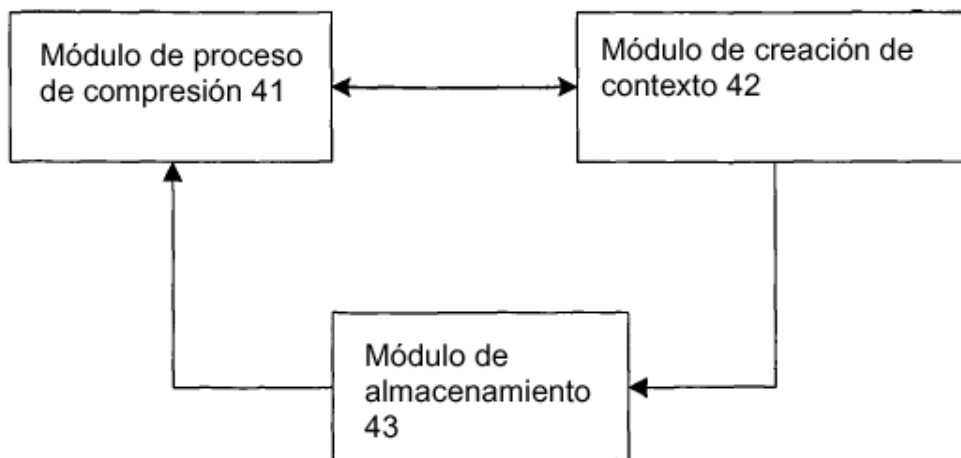 Módulo de proceso
de compresión 41
Módulo de creación de
contexto 42
Módulo de
almacenamiento
43